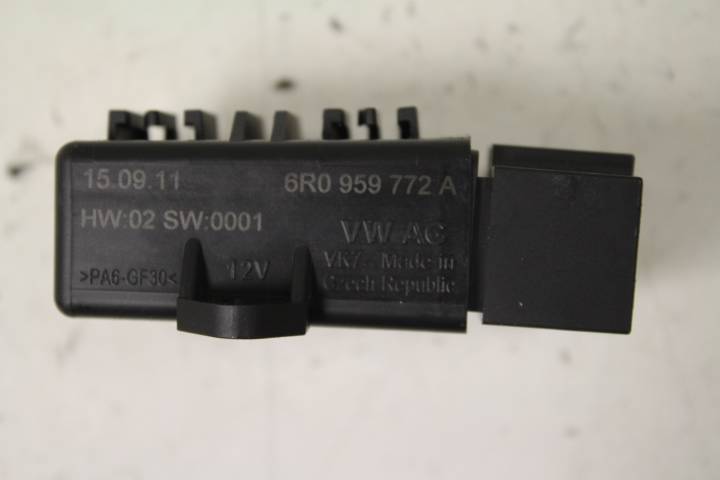 15.09.11 6R0 959 772 A
HW:02 SW:0001 VW AG
>PA6-GF30< 12V VK7 - Made in
Czech Republic